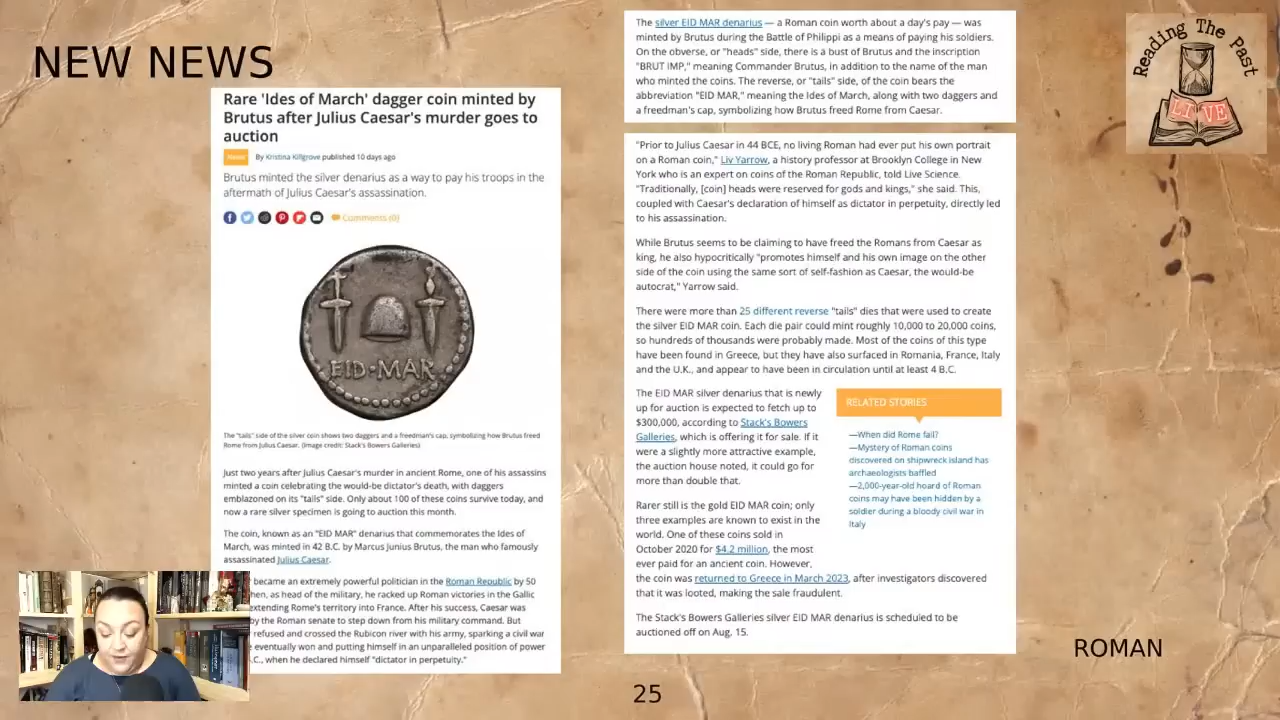 NEW NEWS
Rare 'Ides of March' dagger coin minted by
Brutus after Julius Caesar's murder goes to
auction
News By Kristina Killgrove published 10 days ago
Brutus minted the silver denarius as a way to pay his troops in the
aftermath of Julius Caesar's assassination.
Comments (0)
EID·MAR
The "tails" side of the silver coin shows two daggers and a freedman's cap, symbolizing how Brutus freed
Rome from Julius Caesar. (Image credit: Stack's Bowers Galleries)
Just two years after Julius Caesar's murder in ancient Rome, one of his assassins
minted a coin celebrating the would-be dictator's death, with daggers
emblazoned on its "tails" side. Only about 100 of these coins survive today, and
now a rare silver specimen is going to auction this month.
The coin, known as an "EID MAR" denarius that commemorates the Ides of
March, was minted in 42 B.C. by Marcus Junius Brutus, the man who famously
assassinated Julius Caesar.
became an extremely powerful politician in the Roman Republic by 50
hen, as head of the military, he racked up Roman victories in the Gallic
extending Rome's territory into France. After his success, Caesar was
by the Roman senate to step down from his military command. But
refused and crossed the Rubicon river with his army, sparking a civil war
eventually won and putting himself in an unparalleled position of power
.C., when he declared himself "dictator in perpetuity."
The silver EID MAR denarius — a Roman coin worth about a day's pay — was
minted by Brutus during the Battle of Philippi as a means of paying his soldiers.
On the obverse, or "heads" side, there is a bust of Brutus and the inscription
"BRUT IMP," meaning Commander Brutus, in addition to the name of the man
who minted the coins. The reverse, or "tails" side, of the coin bears the
abbreviation "EID MAR," meaning the Ides of March, along with two daggers and
a freedman's cap, symbolizing how Brutus freed Rome from Caesar.
"Prior to Julius Caesar in 44 BCE, no living Roman had ever put his own portrait
on a Roman coin," Liv Yarrow, a history professor at Brooklyn College in New
York who is an expert on coins of the Roman Republic, told Live Science.
"Traditionally, [coin] heads were reserved for gods and kings," she said. This,
coupled with Caesar's declaration of himself as dictator in perpetuity, directly led
to his assassination.
While Brutus seems to be claiming to have freed the Romans from Caesar as
king, he also hypocritically "promotes himself and his own image on the other
side of the coin using the same sort of self-fashion as Caesar, the would-be
autocrat," Yarrow said.
There were more than 25 different reverse "tails" dies that were used to create
the silver EID MAR coin. Each die pair could mint roughly 10,000 to 20,000 coins,
so hundreds of thousands were probably made. Most of the coins of this type
have been found in Greece, but they have also surfaced in Romania, France, Italy
and the U.K., and appear to have been in circulation until at least 4 B.C.
The EID MAR silver denarius that is newly
up for auction is expected to fetch up to
$300,000, according to Stack's Bowers
Galleries, which is offering it for sale. If it
were a slightly more attractive example,
the auction house noted, it could go for
more than double that.
Rarer still is the gold EID MAR coin; only
three examples are known to exist in the
world. One of these coins sold in
October 2020 for $4.2 million, the most
ever paid for an ancient coin. However,
the coin was returned to Greece in March 2023, after investigators discovered
that it was looted, making the sale fraudulent.
The Stack's Bowers Galleries silver EID MAR denarius is scheduled to be
auctioned off on Aug. 15.
RELATED STORIES
—When did Rome fall?
—Mystery of Roman coins
discovered on shipwreck island has
archaeologists baffled
—2,000-year-old hoard of Roman
coins may have been hidden by a
soldier during a bloody civil war in
Italy
Reading The Past
LIVE
ROMAN
25